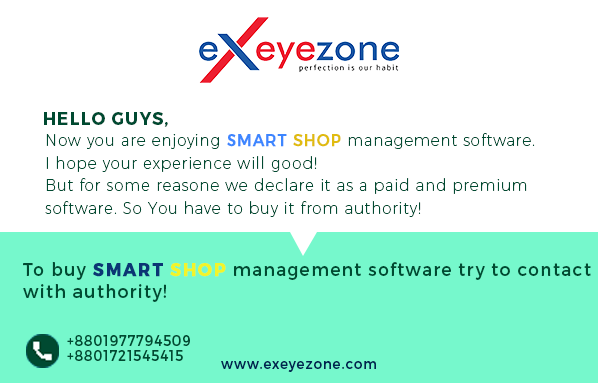 eXeyezone
perfection is our habit
HELLO GUYS,
Now you are enjoying SMART SHOP management software.
I hope your experience will good!
But for some reasone we declare it as a paid and premium
software. So You have to buy it from authority!
To buy SMART SHOP management software try to contact
with authority!
+8801977794509
+8801721545415
www.exeyezone.com